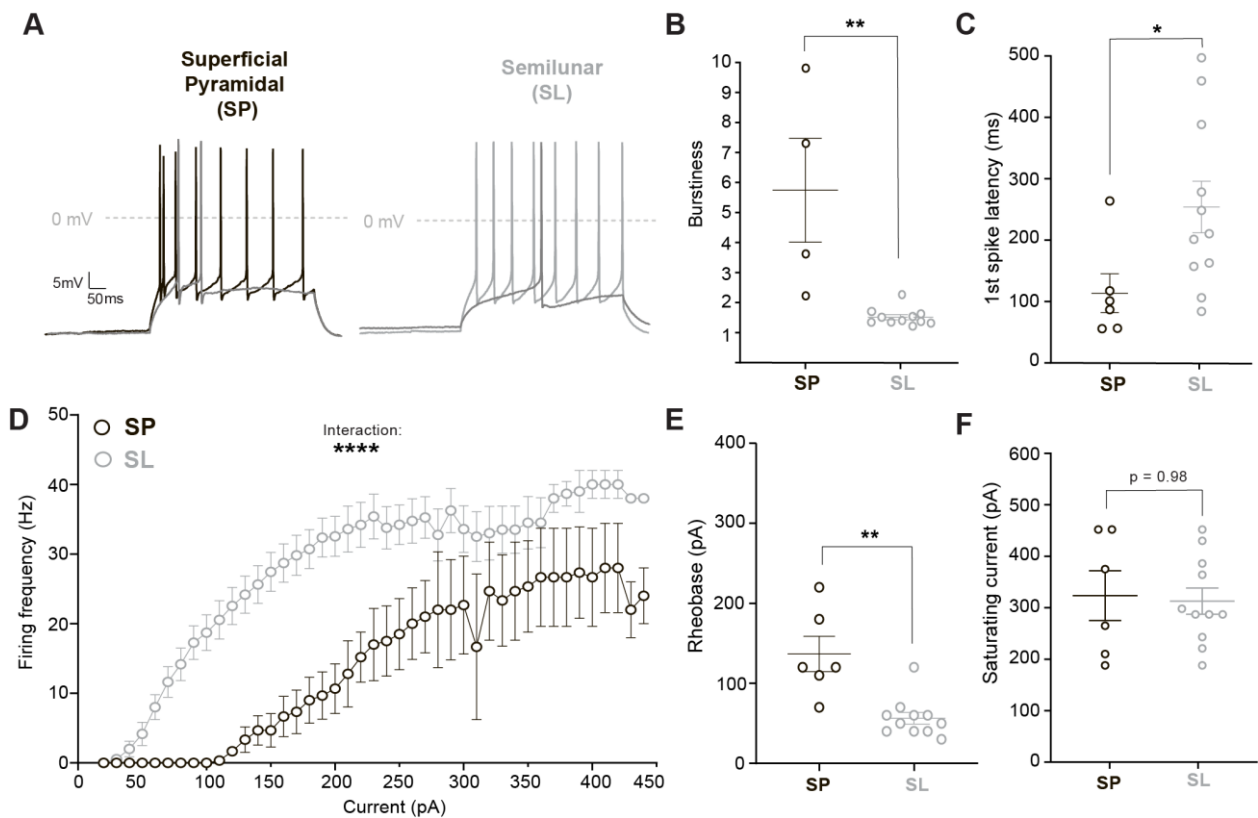 A
Superficial
Pyramidal
(SP)
Semilunar
(SL)
0 mV
0 mV
5mV
50ms
B
**
Burstiness
10
9
8
7
6
5
4
3
2
1
SP
SL
C
*
1st spike latency (ms)
500
400
300
200
100
0
SP
SL
D
SP
SL
Interaction:
****
Firing frequency (Hz)
50
40
30
20
10
0
0 50 100 150 200 250 300 350 400 450
Current (pA)
E
**
Rheobase (pA)
400
300
200
100
0
SP
SL
F
p = 0.98
Saturating current (pA)
600
500
400
300
200
100
0
SP
SL